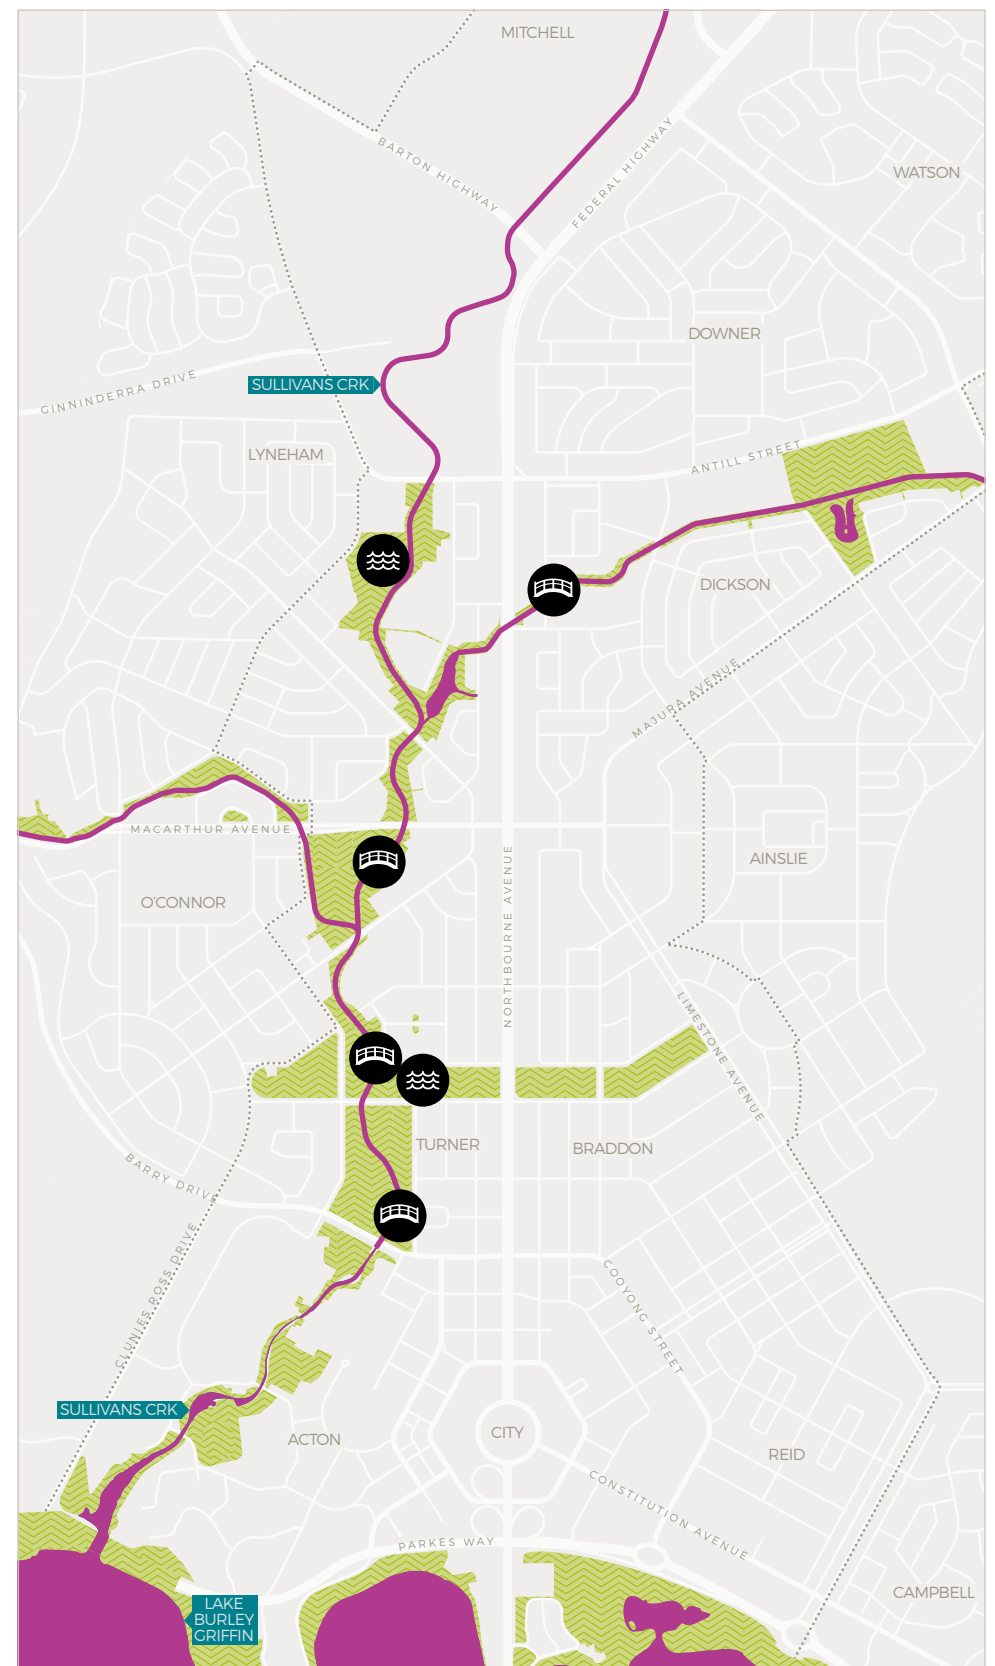 MITCHELL
BARTON HIGHWAY
FEDERAL HIGHWAY
WATSON
DOWNER
SULLIVANS CRK
GINNINDERRA DRIVE
LYNEHAM
ANTILL STREET
DICKSON
MAJURA AVENUE
MACARTHUR AVENUE
AINSLIE
O'CONNOR
NORTHBOURNE AVENUE
LIMESTONE AVENUE
TURNER
BRADDON
BARRY DRIVE
CLUNIES ROSS DRIVE
COOYONG STREET
SULLIVANS CRK
ACTON
CITY
REID
CONSTITUTION AVENUE
PARKES WAY
CAMPBELL
LAKE
BURLEY
GRIFFIN